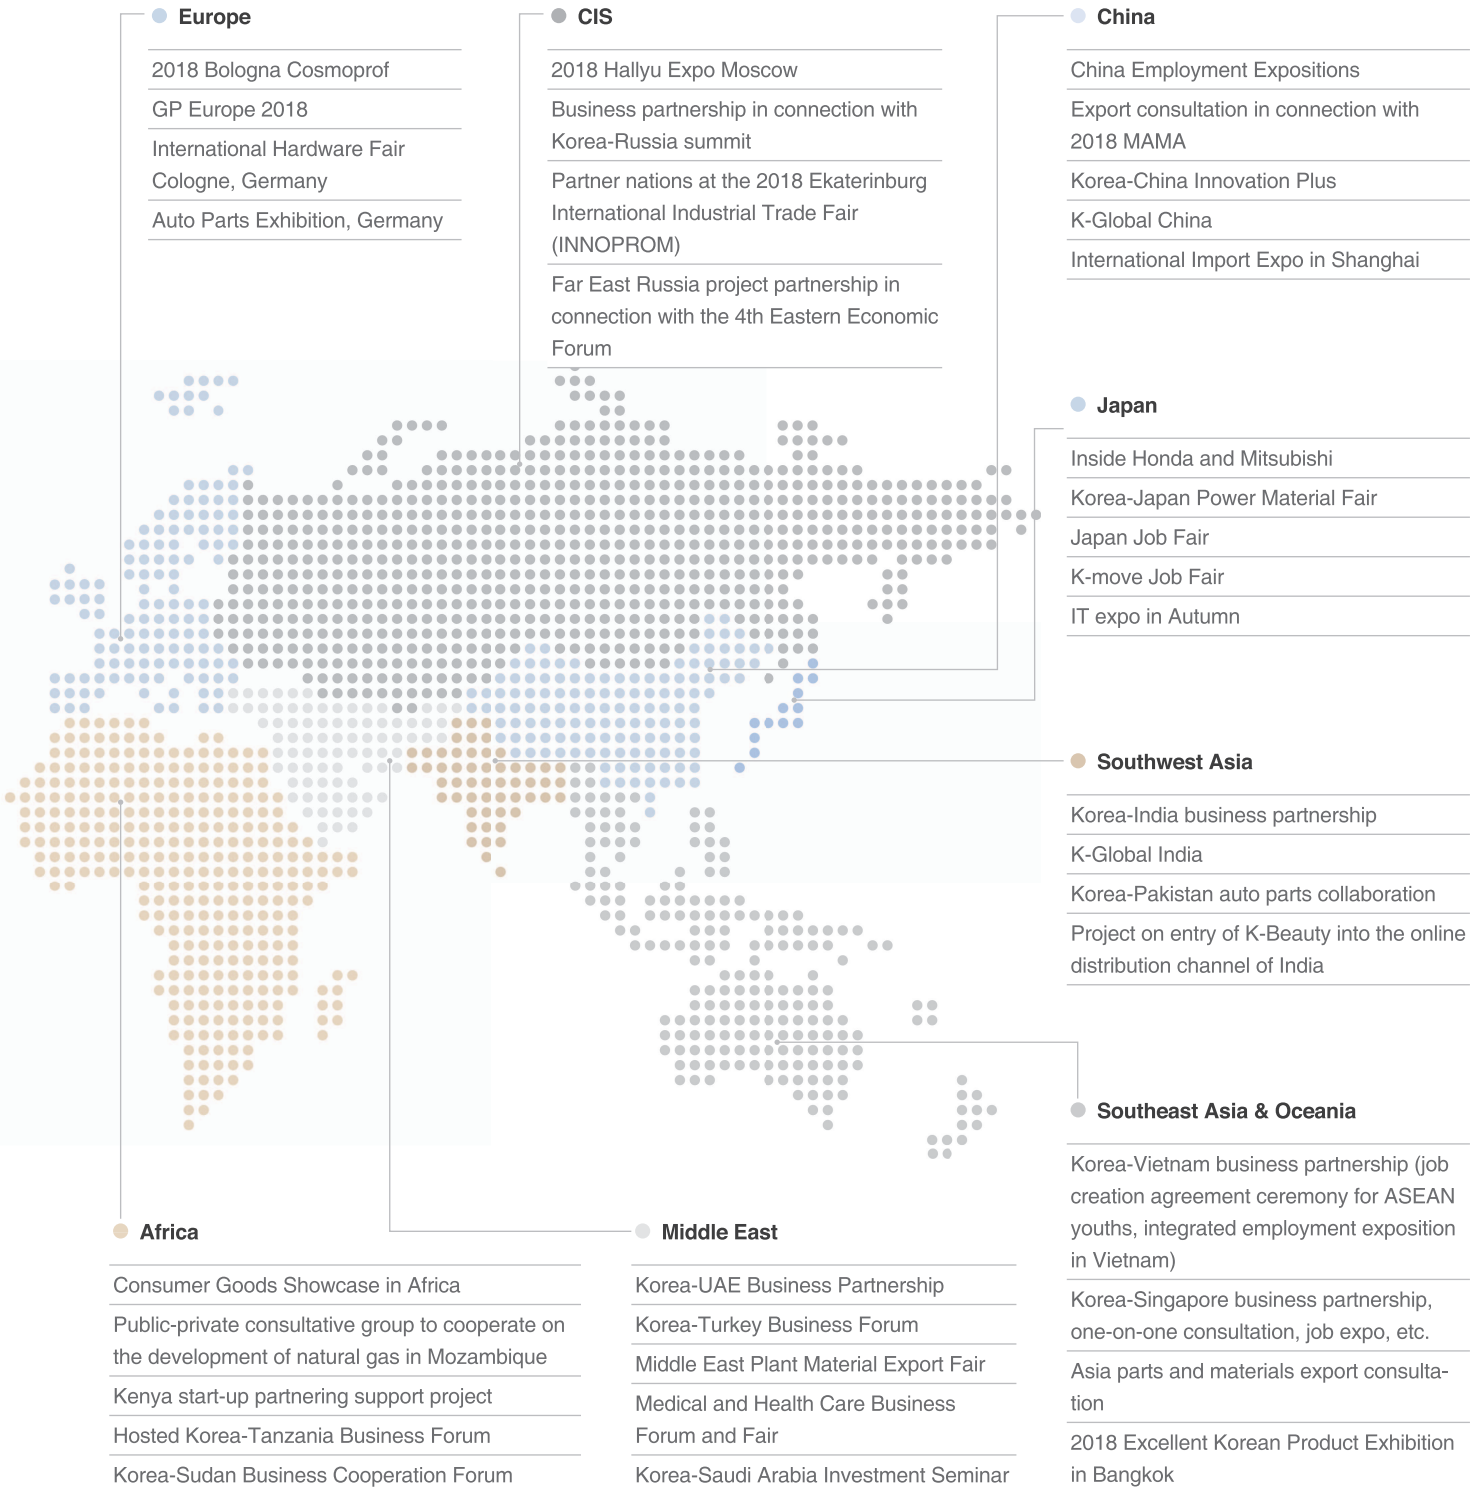 Europe
2018 Bologna Cosmoprof
GP Europe 2018
International Hardware Fair
Cologne, Germany
Auto Parts Exhibition, Germany
CIS
2018 Hallyu Expo Moscow
Business partnership in connection with
Korea-Russia summit
Partner nations at the 2018 Ekaterinburg
International Industrial Trade Fair
(INNOPROM)
Far East Russia project partnership in
connection with the 4th Eastern Economic
Forum
China
China Employment Expositions
Export consultation in connection with
2018 MAMA
Korea-China Innovation Plus
K-Global China
International Import Expo in Shanghai
Japan
Inside Honda and Mitsubishi
Korea-Japan Power Material Fair
Japan Job Fair
K-move Job Fair
IT expo in Autumn
Southwest Asia
Korea-India business partnership
K-Global India
Korea-Pakistan auto parts collaboration
Project on entry of K-Beauty into the online
distribution channel of India
Southeast Asia & Oceania
Korea-Vietnam business partnership (job
creation agreement ceremony for ASEAN
youths, integrated employment exposition
in Vietnam)
Korea-Singapore business partnership,
one-on-one consultation, job expo, etc.
Asia parts and materials export consulta-
tion
2018 Excellent Korean Product Exhibition
in Bangkok
Africa
Consumer Goods Showcase in Africa
Public-private consultative group to cooperate on
the development of natural gas in Mozambique
Kenya start-up partnering support project
Hosted Korea-Tanzania Business Forum
Korea-Sudan Business Cooperation Forum
Middle East
Korea-UAE Business Partnership
Korea-Turkey Business Forum
Middle East Plant Material Export Fair
Medical and Health Care Business
Forum and Fair
Korea-Saudi Arabia Investment Seminar